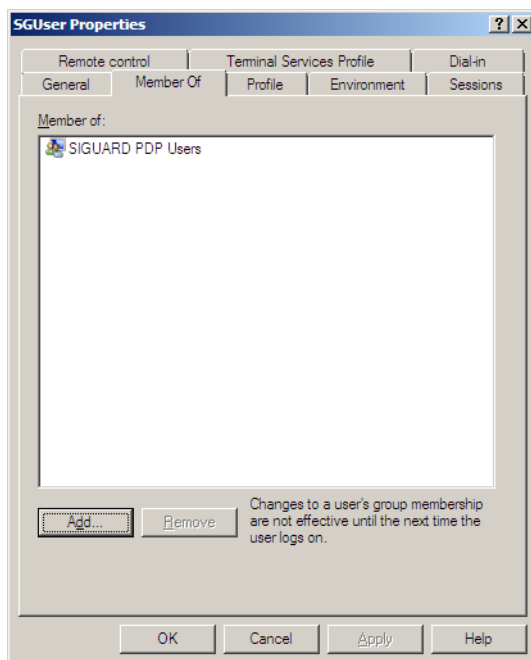 SGUser Properties
? X
Remote control Terminal Services Profile Dial-in
General Member Of Profile Environment Sessions
Member of:
SIGUARD PDP Users
Add... Remove
Changes to a user's group membership
are not effective until the next time the
user logs on.
OK Cancel Apply Help